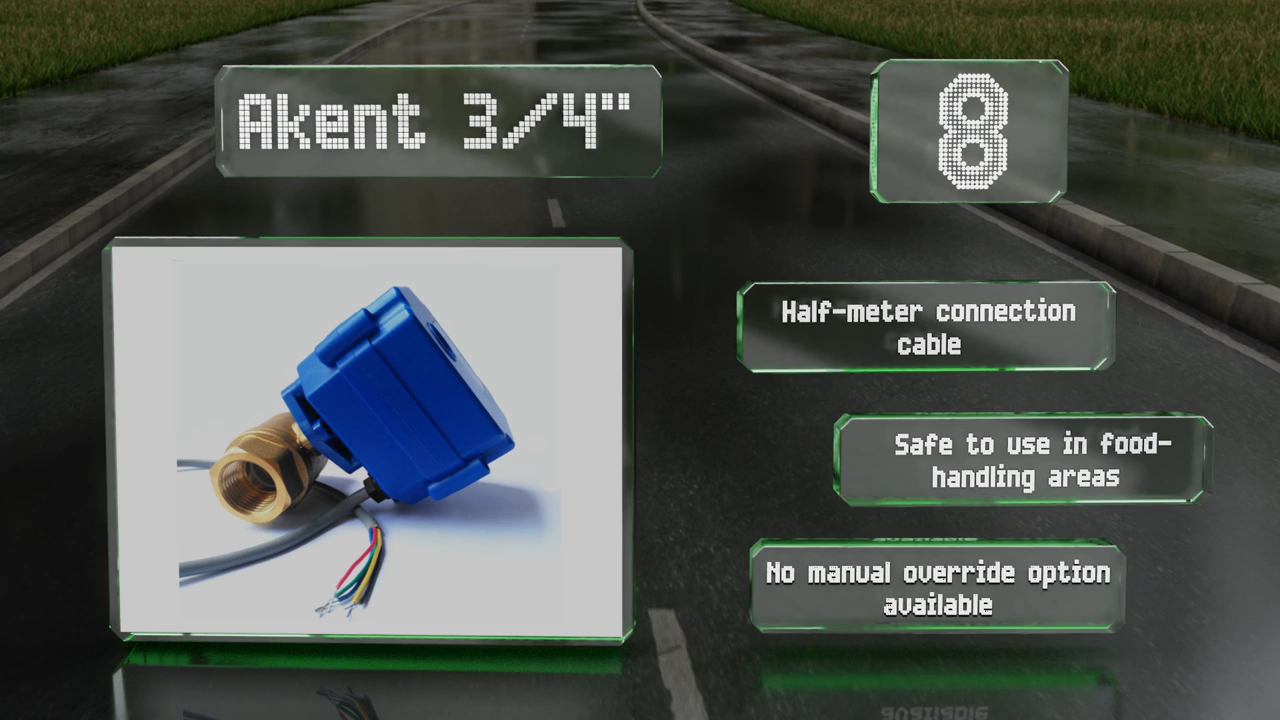 Akent 3/4"
8
Half-meter connection
cable
Safe to use in food-
handling areas
No manual override option
available